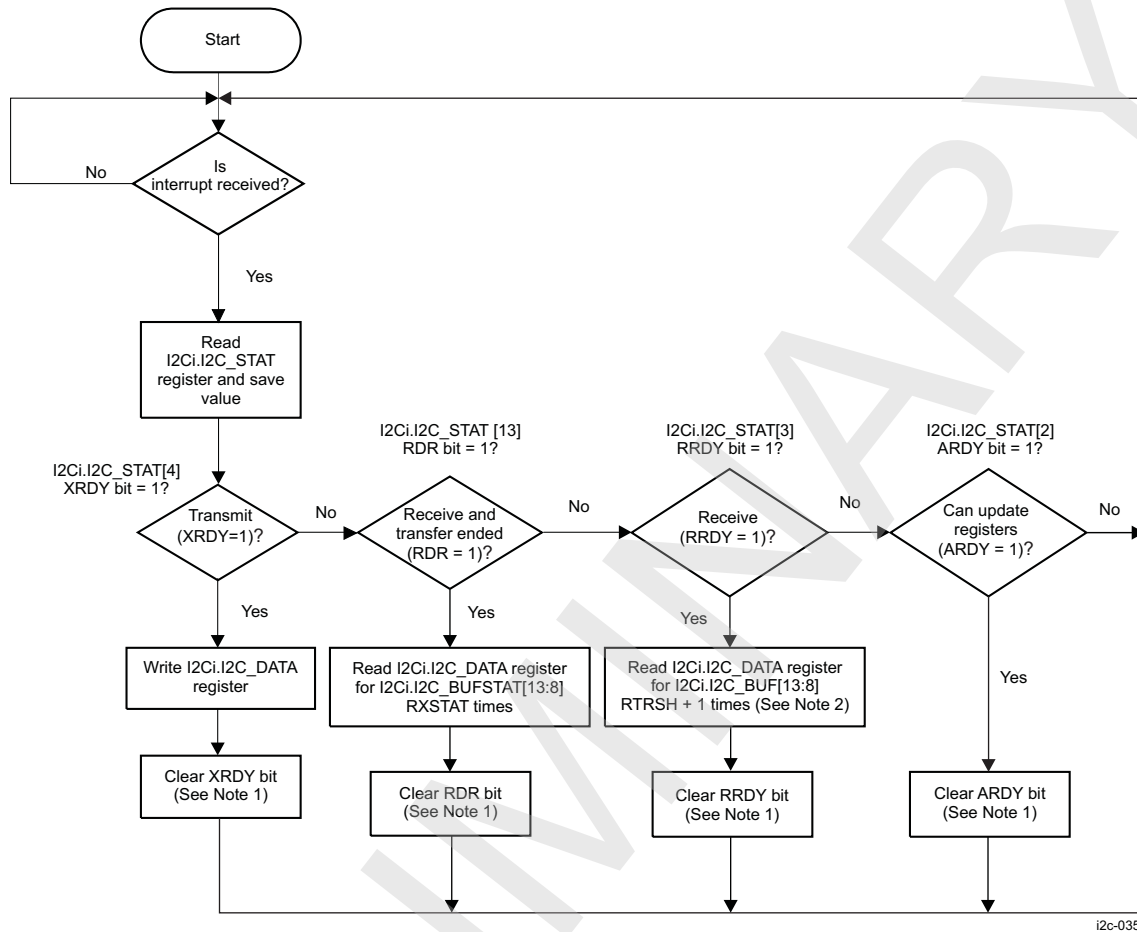 Start
Is
interrupt received?
No
Yes
Read
I2Ci.I2C_STAT
register and save
value
I2Ci.I2C_STAT[4]
XRDY bit = 1?
I2Ci.I2C_STAT [13]
RDR bit = 1?
I2Ci.I2C_STAT[3]
RRDY bit = 1?
I2Ci.I2C_STAT[2]
ARDY bit = 1?
Transmit
(XRDY=1)?
No
Receive and
transfer ended
(RDR = 1)?
No
Receive
(RRDY = 1)?
No
Can update
registers
(ARDY = 1)?
No
Yes
Yes
Yes
Yes
Write I2Ci.I2C_DATA
register
Read I2Ci.I2C_DATA register
for I2Ci.I2C_BUFSTAT[13:8]
RXSTAT times
Read I2Ci.I2C_DATA register
for I2Ci.I2C_BUF[13:8]
RTRSH + 1 times (See Note 2)
Clear XRDY bit
(See Note 1)
Clear RDR bit
(See Note 1)
Clear RRDY bit
(See Note 1)
Clear ARDY bit
(See Note 1)
i2c-035
IMINARY